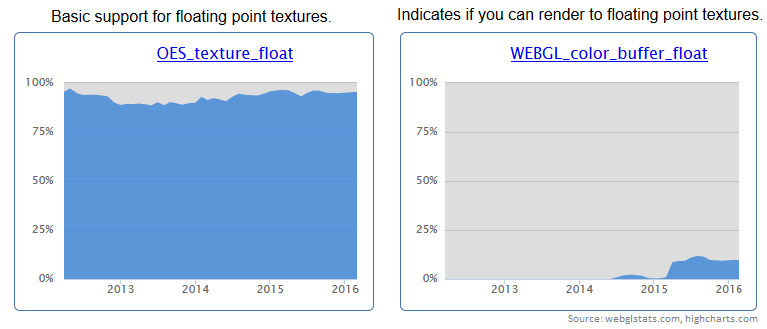 Basic support for floating point textures.
Indicates if you can render to floating point textures.
OES_texture_float
100%
75%
50%
25%
0%
2013 2014 2015 2016
WEBGL_color_buffer_float
100%
75%
50%
25%
0%
2013 2014 2015 2016
Source: webglstats.com, highcharts.com